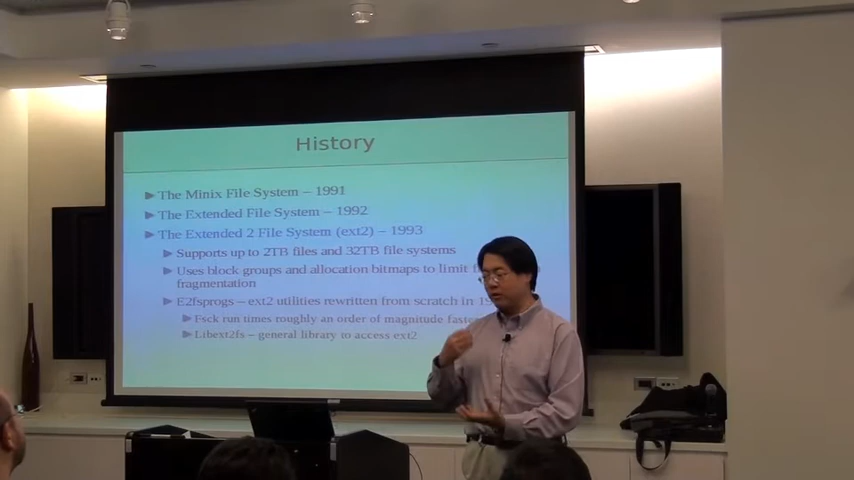 History
The Minix File System – 1991
The Extended File System – 1992
The Extended 2 File System (ext2) – 1993
Supports up to 2TB files and 32TB file systems
Uses block groups and allocation bitmaps to limit
fragmentation
E2fsprogs – ext2 utilities rewritten from scratch in
Fsck run times roughly an order of magnitude
Libext2fs – general library to access ext2